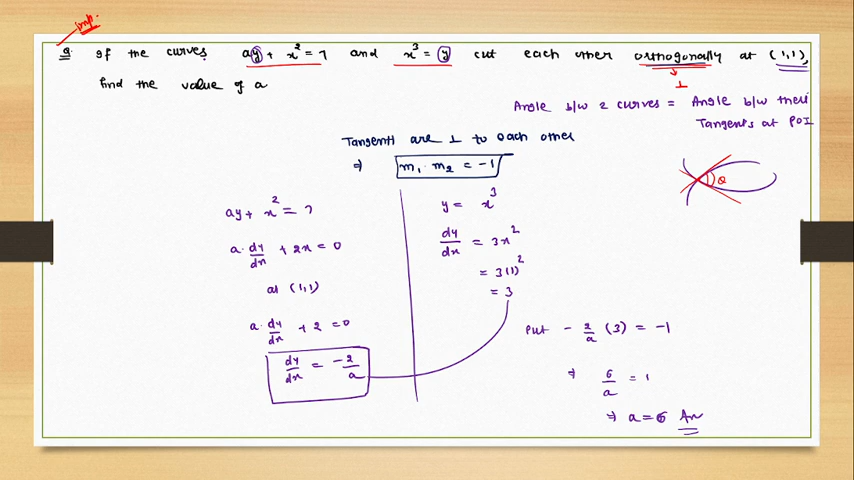 imp.
Q. If the curves ay + x² = 7 and x³ = y cut each other orthogonally at (1,1),
find the value of a
⊥
Angle b/w 2 curves = Angle b/w their
Tangents at POI
Tangents are ⊥ to each other
⇒ m₁ . m₂ = -1
θ
ay + x² = 7
a . dy/dx + 2x = 0
at (1,1)
a . dy/dx + 2 = 0
dy/dx = -2/a
y = x³
dy/dx = 3x²
= 3(1)²
= 3
Put - 2/a (3) = -1
⇒ 6/a = 1
⇒ a = 6 Ans